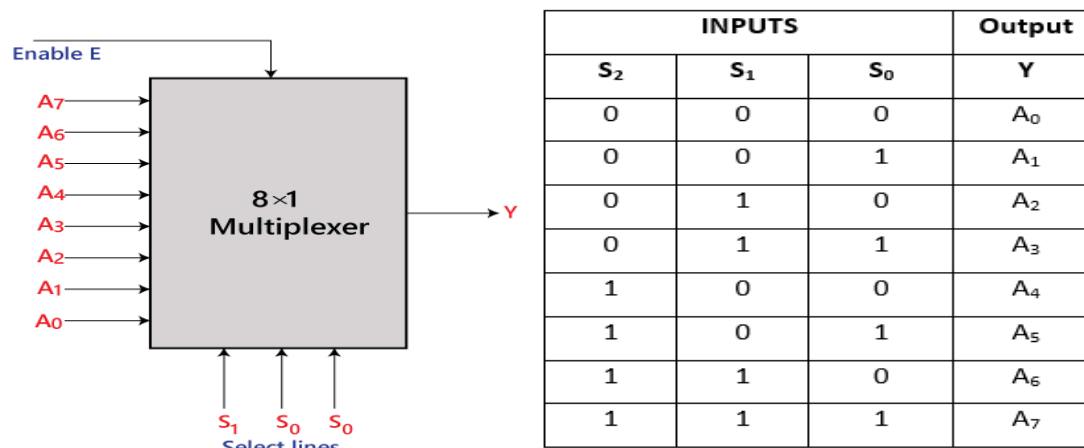 Enable E
A₇
A₆
A₅
A₄
A₃
A₂
A₁
A₀
8×1
Multiplexer
Y
S₁ S₀ S₀
Select lines
INPUTS Output
S₂ S₁ S₀ Y
0 0 0 A₀
0 0 1 A₁
0 1 0 A₂
0 1 1 A₃
1 0 0 A₄
1 0 1 A₅
1 1 0 A₆
1 1 1 A₇